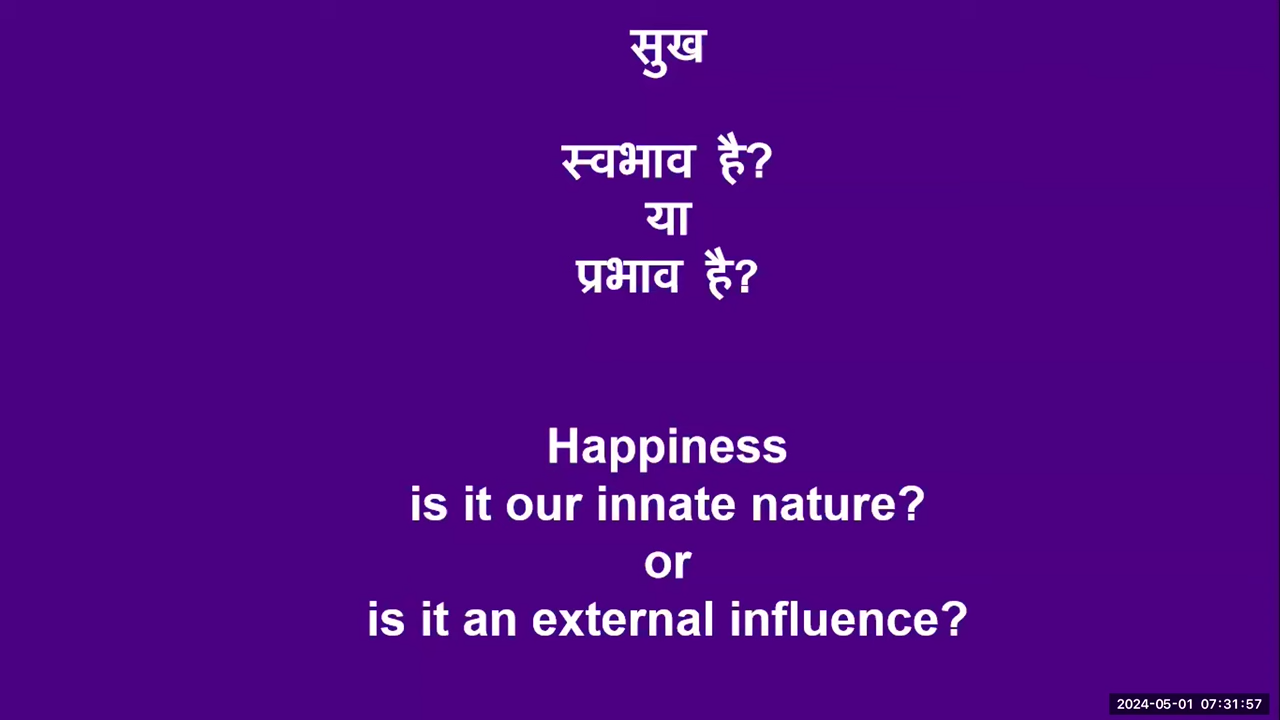 सुख
स्वभाव है?
या
प्रभाव है?
Happiness
is it our innate nature?
or
is it an external influence?
2024-05-01 07:31:57